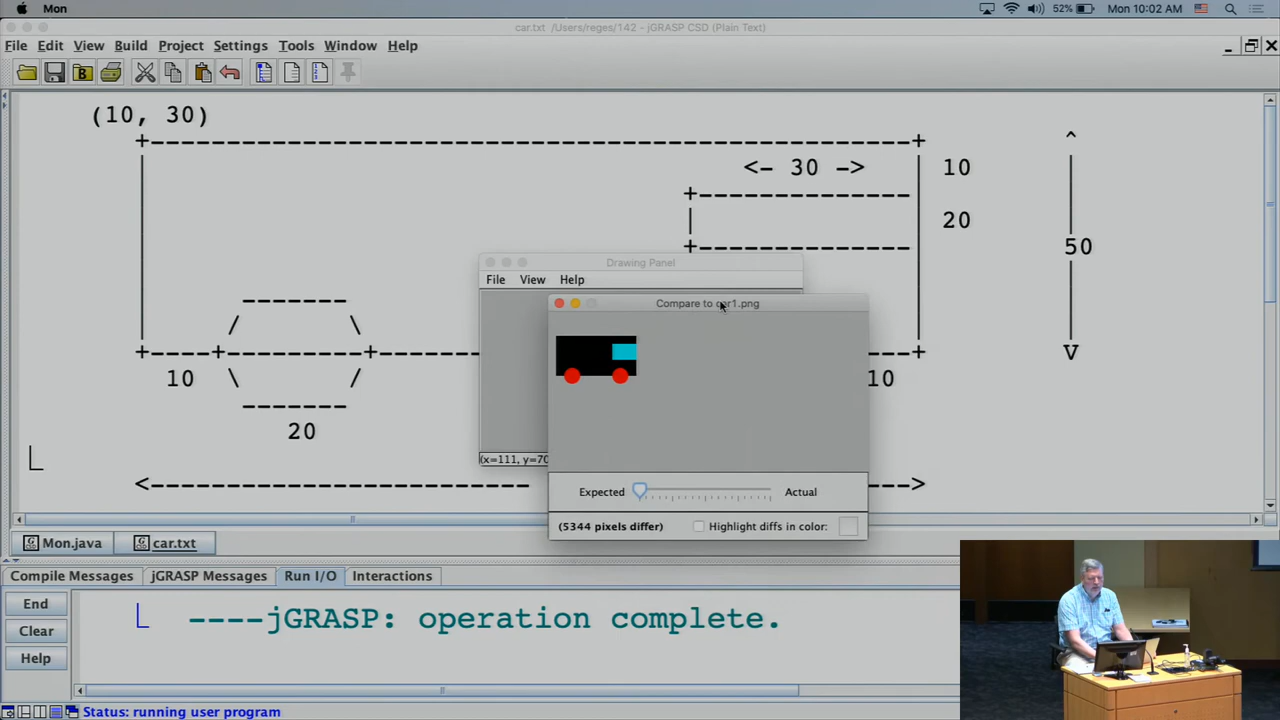 Mon
52%
Mon 10:02 AM
car.txt /Users/reges/142 - jGRASP CSD (Plain Text)
File Edit View Build Project Settings Tools Window Help
(10, 30)
<- 30 -> 10
20
50
Drawing Panel
File View Help
Compare to car1.png
10
20
V
10
(x=111, y=70
Expected Actual
(5344 pixels differ) Highlight diffs in color:
Mon.java car.txt
Compile Messages jGRASP Messages Run I/O Interactions
End
Clear
Help
----jGRASP: operation complete.
Status: running user program